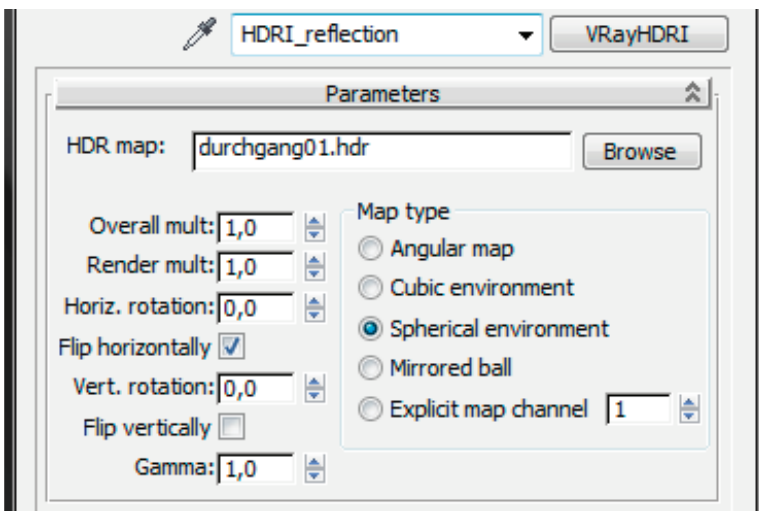 HDRI_reflection VRayHDRI
Parameters
HDR map: durchgang01.hdr Browse
Overall mult: 1,0
Render mult: 1,0
Horiz. rotation: 0,0
Flip horizontally
Vert. rotation: 0,0
Flip vertically
Gamma: 1,0
Map type
Angular map
Cubic environment
Spherical environment
Mirrored ball
Explicit map channel 1